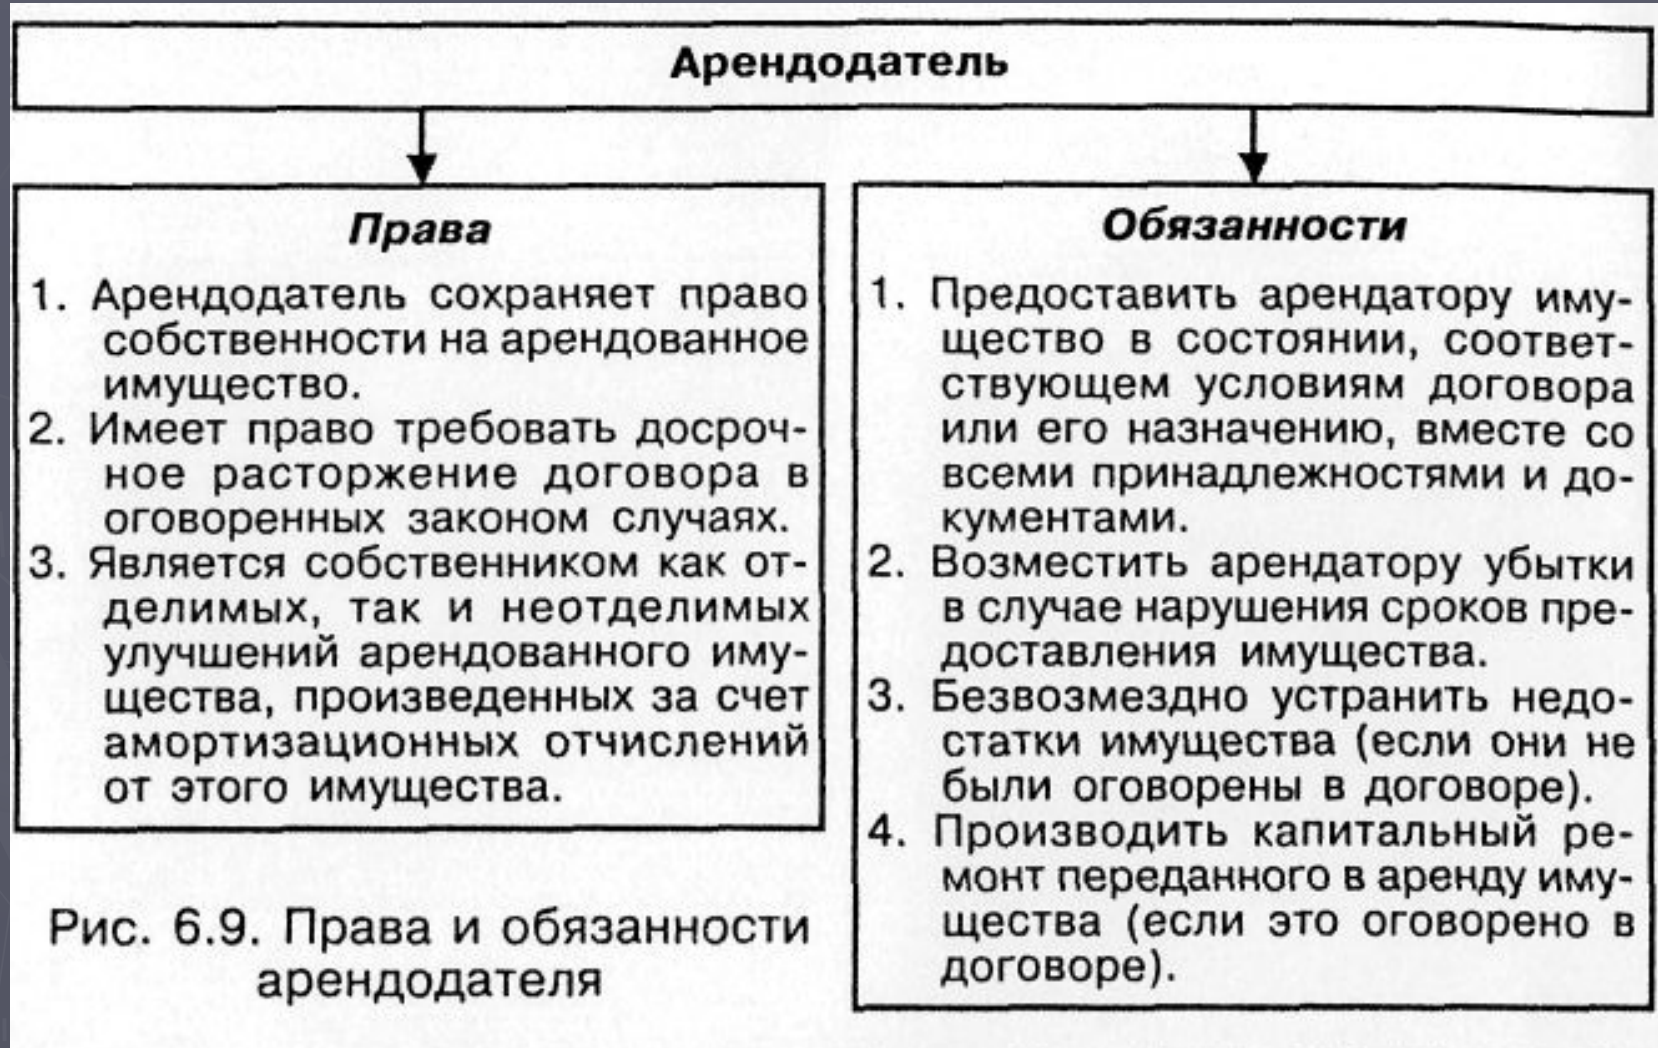 Арендодатель
Права
1. Арендодатель сохраняет право
собственности на арендованное
имущество.
2. Имеет право требовать досроч-
ное расторжение договора в
оговоренных законом случаях.
3. Является собственником как от-
делимых, так и неотделимых
улучшений арендованного иму-
щества, произведенных за счет
амортизационных отчислений
от этого имущества.
Обязанности
1. Предоставить арендатору иму-
щество в состоянии, соответ-
ствующем условиям договора
или его назначению, вместе со
всеми принадлежностями и до-
кументами.
2. Возместить арендатору убытки
в случае нарушения сроков пре-
доставления имущества.
3. Безвозмездно устранить недо-
статки имущества (если они не
были оговорены в договоре).
4. Производить капитальный ре-
монт переданного в аренду иму-
щества (если это оговорено в
договоре).
Рис. 6.9. Права и обязанности
арендодателя